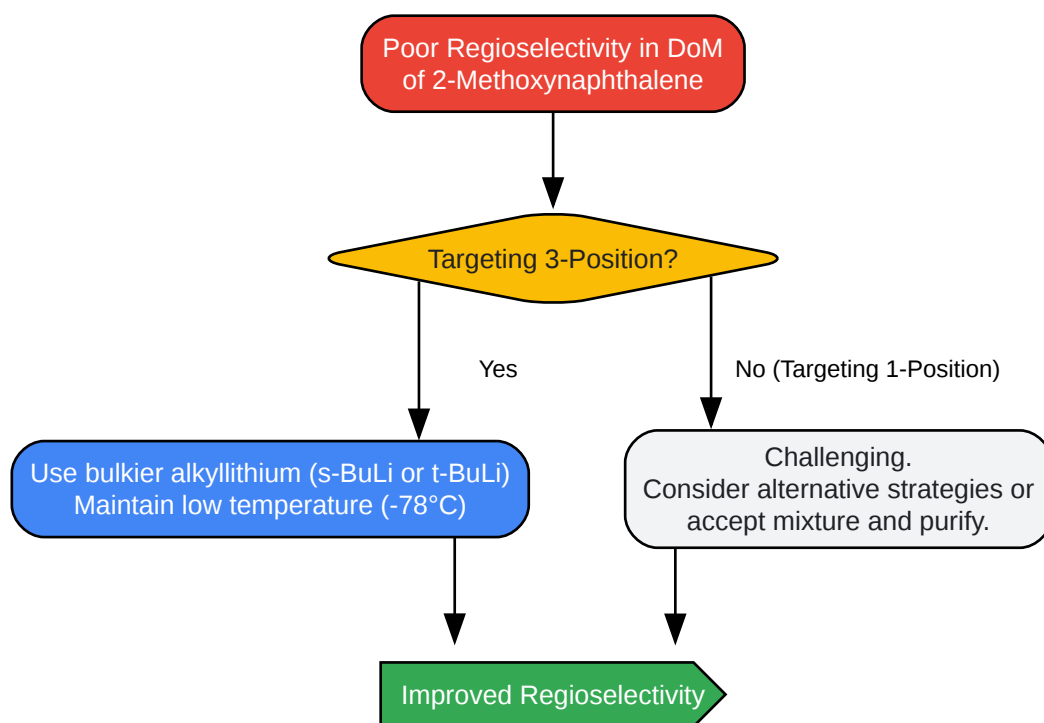 Poor Regioselectivity in DoM
of 2-Methoxynaphthalene
Targeting 3-Position?
Yes
No (Targeting 1-Position)
Use bulkier alkyllithium (s-BuLi or t-BuLi)
Maintain low temperature (-78°C)
Challenging.
Consider alternative strategies or
accept mixture and purify.
Improved Regioselectivity